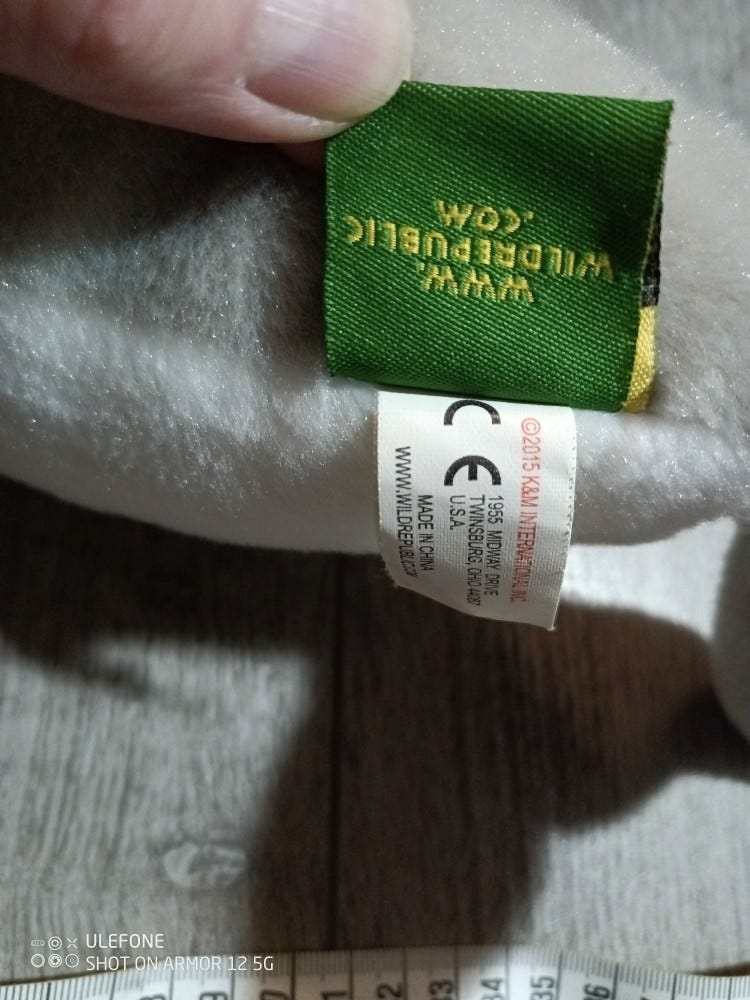 WWW.
WILDREPUBLIC
.COM
©2015 K&M INTERNATIONAL INC.
1955 MIDWAY DRIVE
TWINSBURG, OHIO 44087
U.S.A.
CE
MADE IN CHINA
WWW.WILDREPUBLIC.COM
ULEFONE
SHOT ON ARMOR 12 5G